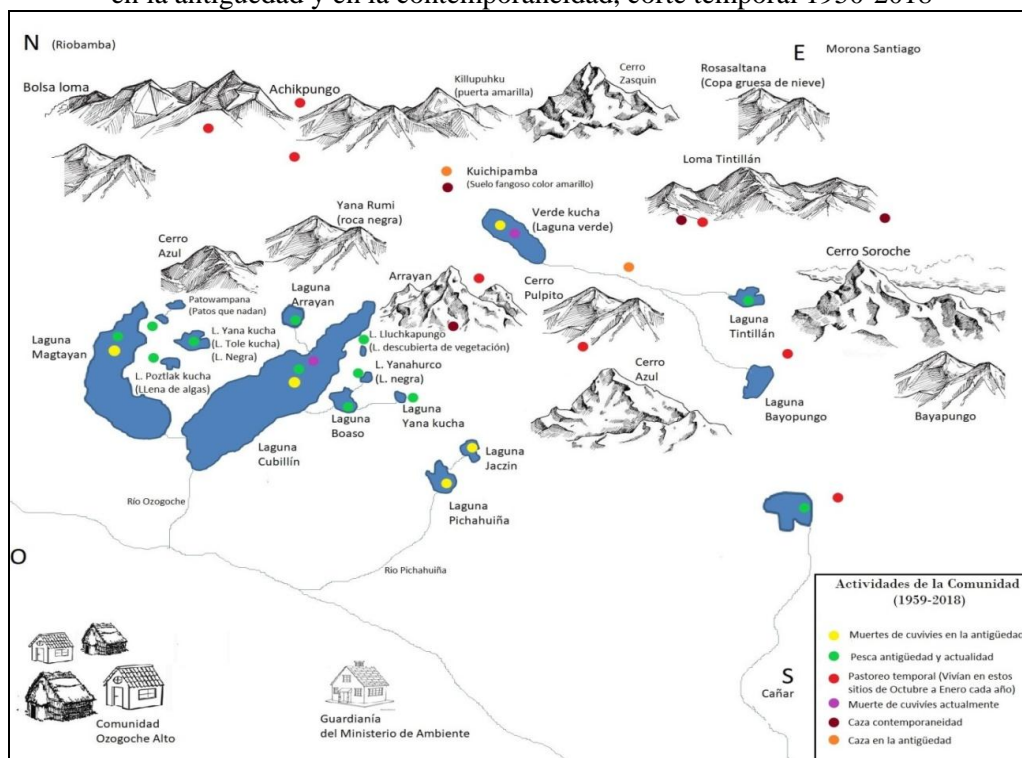 en la antigüedad y en la contemporaneidad, corte temporal 1950-2018
N (Riobamba)
E Morona Santiago
Bolsa loma
Achikpungo
Killupuhku
(puerta amarilla)
Cerro
Zasquin
Rosasaltana
(Copa gruesa de nieve)
Loma Tintillán
Kuichipamba
(Suelo fangoso color amarillo)
Yana Rumi
(roca negra)
Verde kucha
(Laguna verde)
Cerro
Azul
Cerro Soroche
Laguna
Arrayan
Arrayan
Cerro
Pulpito
Patowampana
(Patos que nadan)
Laguna
Tintillán
Laguna
Magtayan
L. Yana kucha
(L. Tole kucha)
(L. Negra)
L. Lluchkapungo
(L. descubierta de vegetación)
L. Poztlak kucha
(LLena de algas)
L. Yanahurco
(L. negra)
Cerro
Azul
Laguna
Bayopungo
Bayapungo
Laguna
Boaso
Laguna
Yana kucha
Laguna
Cubillín
Laguna
Jaczin
Laguna
Pichahuiña
Río Ozogoche
Rio Pichahuiña
O
S
Cañar
Comunidad
Ozogoche Alto
Guardianía
del Ministerio de Ambiente
Actividades de la Comunidad
(1959-2018)
Muertes de cuvivíes en la antigüedad
Pesca antigüedad y actualidad
Pastoreo temporal (Vivían en estos
sitios de Octubre a Enero cada año)
Muerte de cuvivíes actualmente
Caza contemporaneidad
Caza en la antigüedad